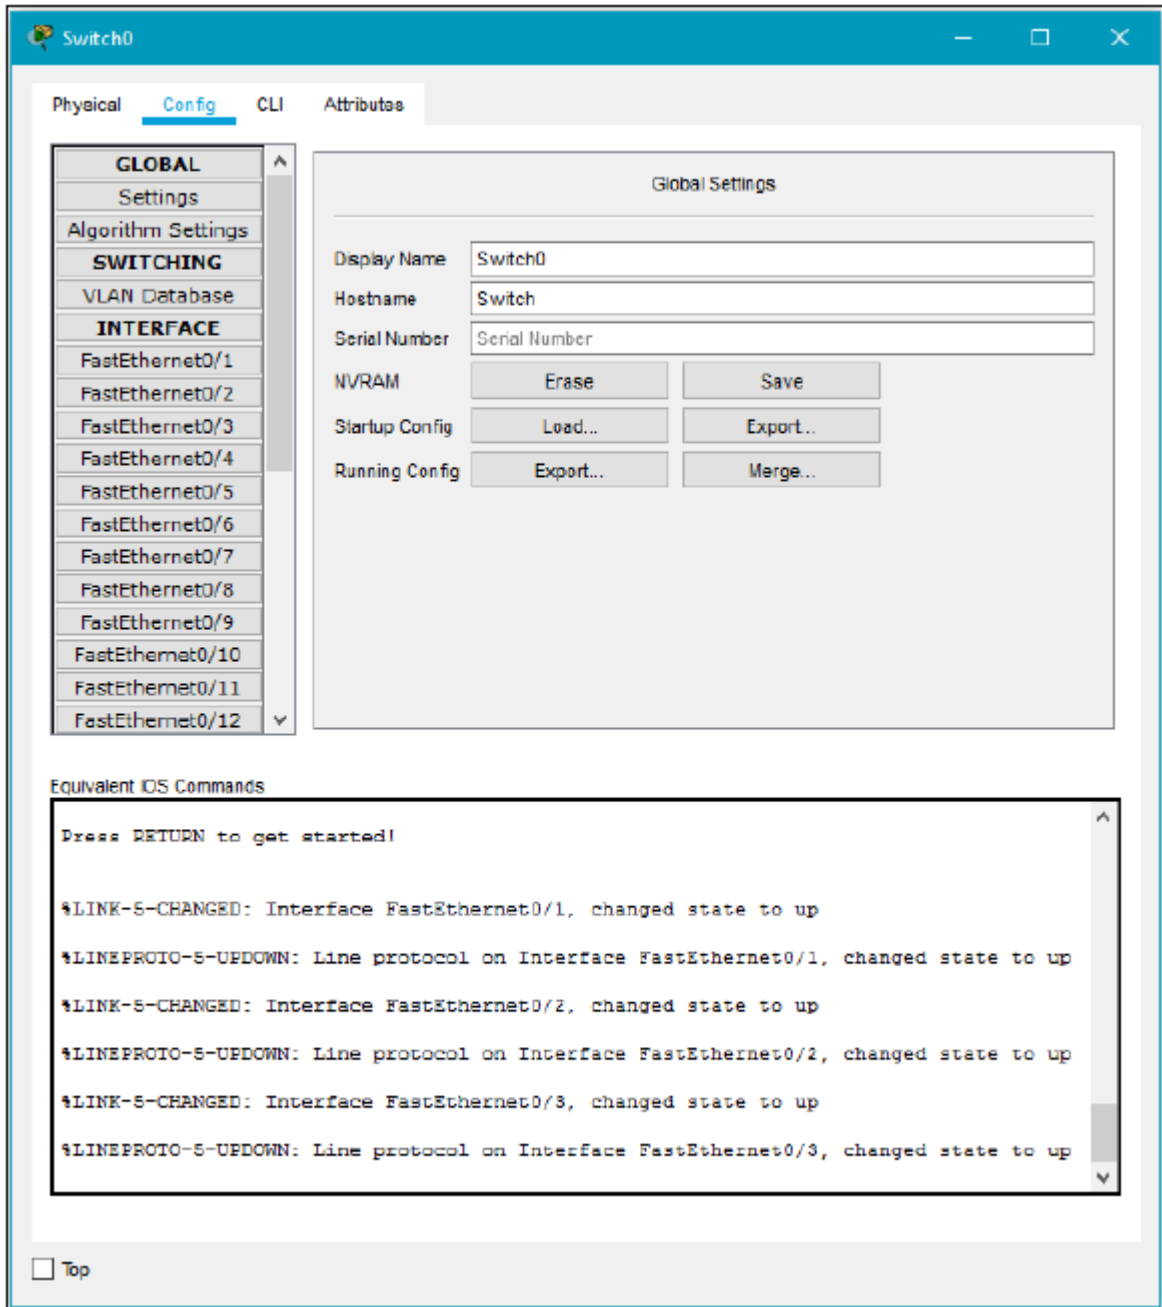 Switch0
Physical Config CLI Attributes
GLOBAL
Settings
Algorithm Settings
SWITCHING
VLAN Database
INTERFACE
FastEthernet0/1
FastEthernet0/2
FastEthernet0/3
FastEthernet0/4
FastEthernet0/5
FastEthernet0/6
FastEthernet0/7
FastEthernet0/8
FastEthernet0/9
FastEthernet0/10
FastEthernet0/11
FastEthernet0/12
Global Settings
Display Name Switch0
Hostname Switch
Serial Number Serial Number
NVRAM Erase Save
Startup Config Load... Export...
Running Config Export... Merge...
Equivalent IOS Commands
Press RETURN to get started!
%LINK-5-CHANGED: Interface FastEthernet0/1, changed state to up
%LINEPROTO-5-UPDOWN: Line protocol on Interface FastEthernet0/1, changed state to up
%LINK-5-CHANGED: Interface FastEthernet0/2, changed state to up
%LINEPROTO-5-UPDOWN: Line protocol on Interface FastEthernet0/2, changed state to up
%LINK-5-CHANGED: Interface FastEthernet0/3, changed state to up
%LINEPROTO-5-UPDOWN: Line protocol on Interface FastEthernet0/3, changed state to up
Top